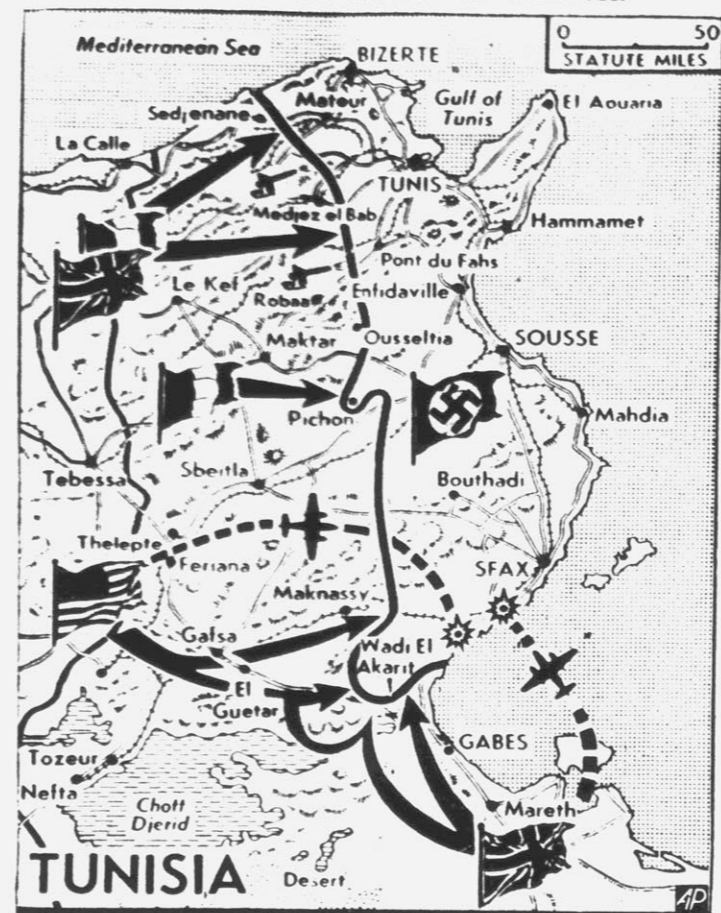 Mediterranean Sea
0 50
STATUTE MILES
BIZERTE
Mateur
Gulf of
Tunis
El Aouaria
Sedjenane
La Calle
TUNIS
Medjez el Bab
Hammamet
Pont du Fahs
Le Kef
Robaa
Enfidaville
Maktar
Ousseltia
SOUSSE
Pichon
Mahdia
Tebessa
Sbeitla
Bouthadi
Thelepte
Feriana
SFAX
Maknassy
Gafsa
Wadi El
Akarit
El
Guetar
GABES
Tozeur
Nefta
Chott
Djerid
Mareth
TUNISIA
Desert
AP